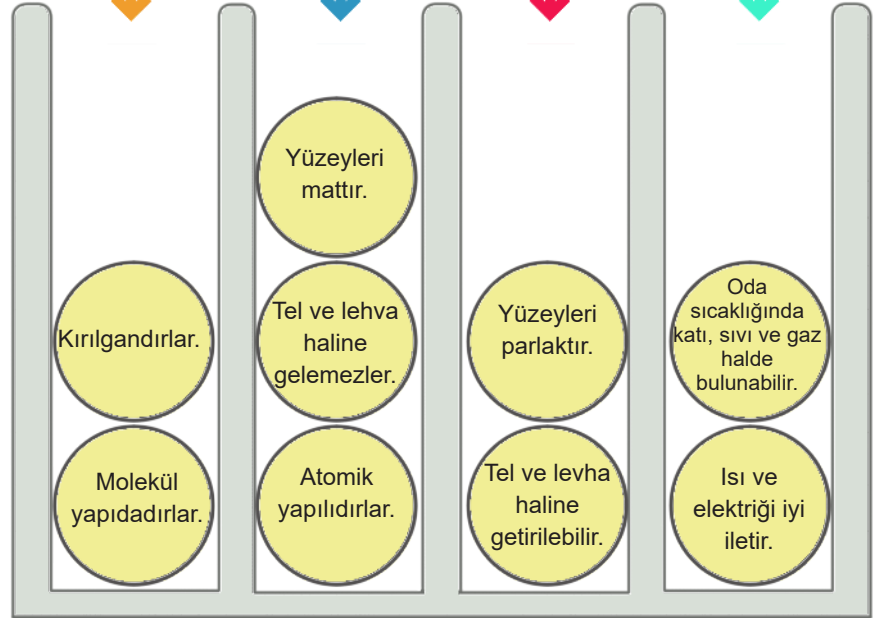 Yüzeyleri
mattır.
Kırılgandırlar.
Tel ve lehva
haline
gelemezler.
Yüzeyleri
parlaktır.
Oda
sıcaklığında
katı, sıvı ve gaz
halde
bulunabilir.
Molekül
yapıdadırlar.
Atomik
yapılıdırlar.
Tel ve levha
haline
getirilebilir.
Isı ve
elektriği iyi
iletir.